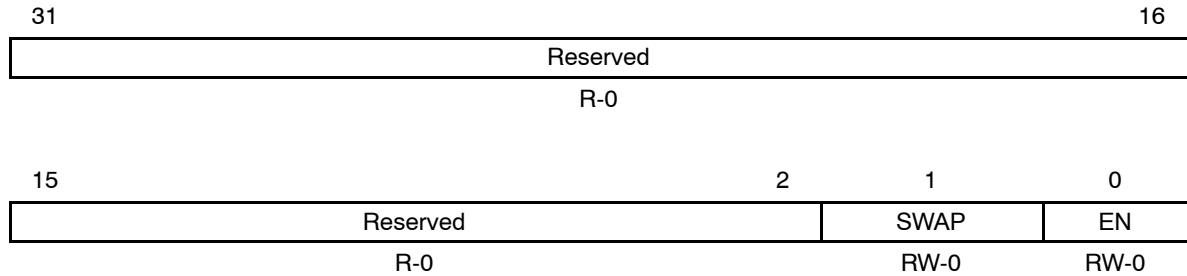 31 16
Reserved
R-0
15 2 1 0
Reserved SWAP EN
R-0 RW-0 RW-0